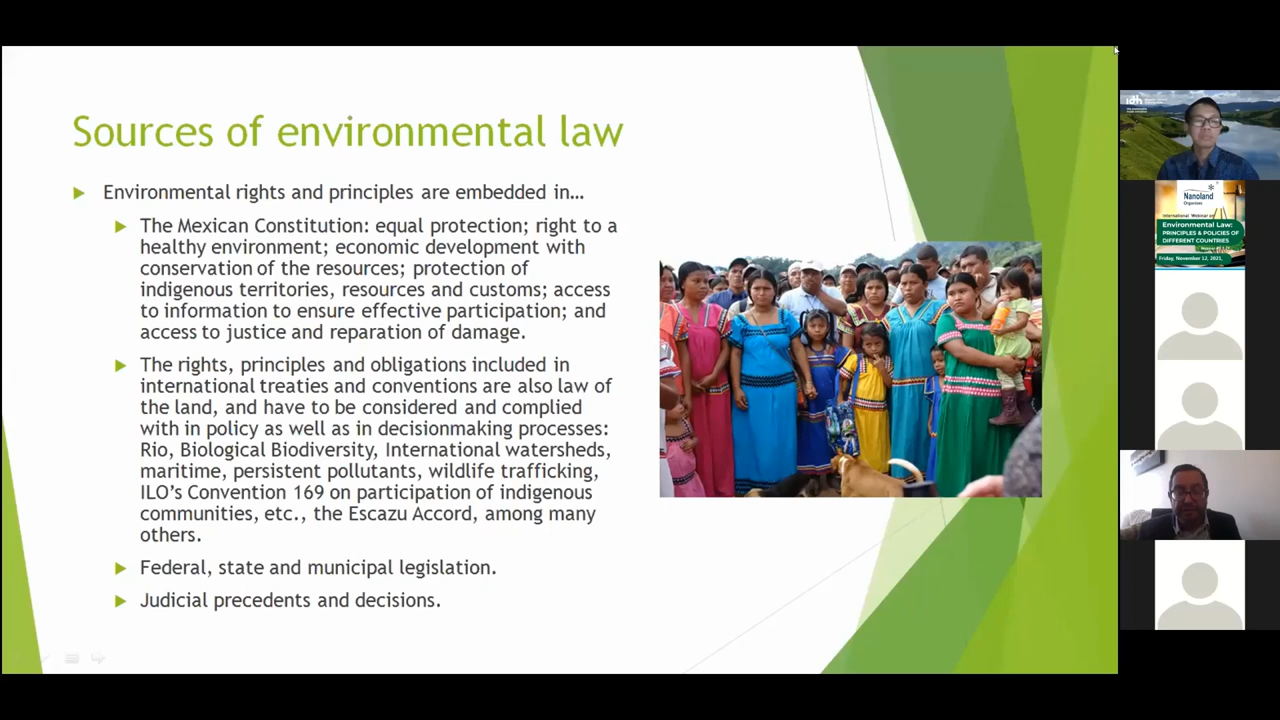 Sources of environmental law
Environmental rights and principles are embedded in…
The Mexican Constitution: equal protection; right to a
healthy environment; economic development with
conservation of the resources; protection of
indigenous territories, resources and customs; access
to information to ensure effective participation; and
access to justice and reparation of damage.
The rights, principles and obligations included in
international treaties and conventions are also law of
the land, and have to be considered and complied
with in policy as well as in decisionmaking processes:
Rio, Biological Biodiversity, International watersheds,
maritime, persistent pollutants, wildlife trafficking,
ILO's Convention 169 on participation of indigenous
communities, etc., the Escazu Accord, among many
others.
Federal, state and municipal legislation.
Judicial precedents and decisions.
idh
Nanoland
Organises
International Webinar on
Environmental Law:
PRINCIPLES & POLICIES OF
DIFFERENT COUNTRIES
Friday, November 12, 2021,